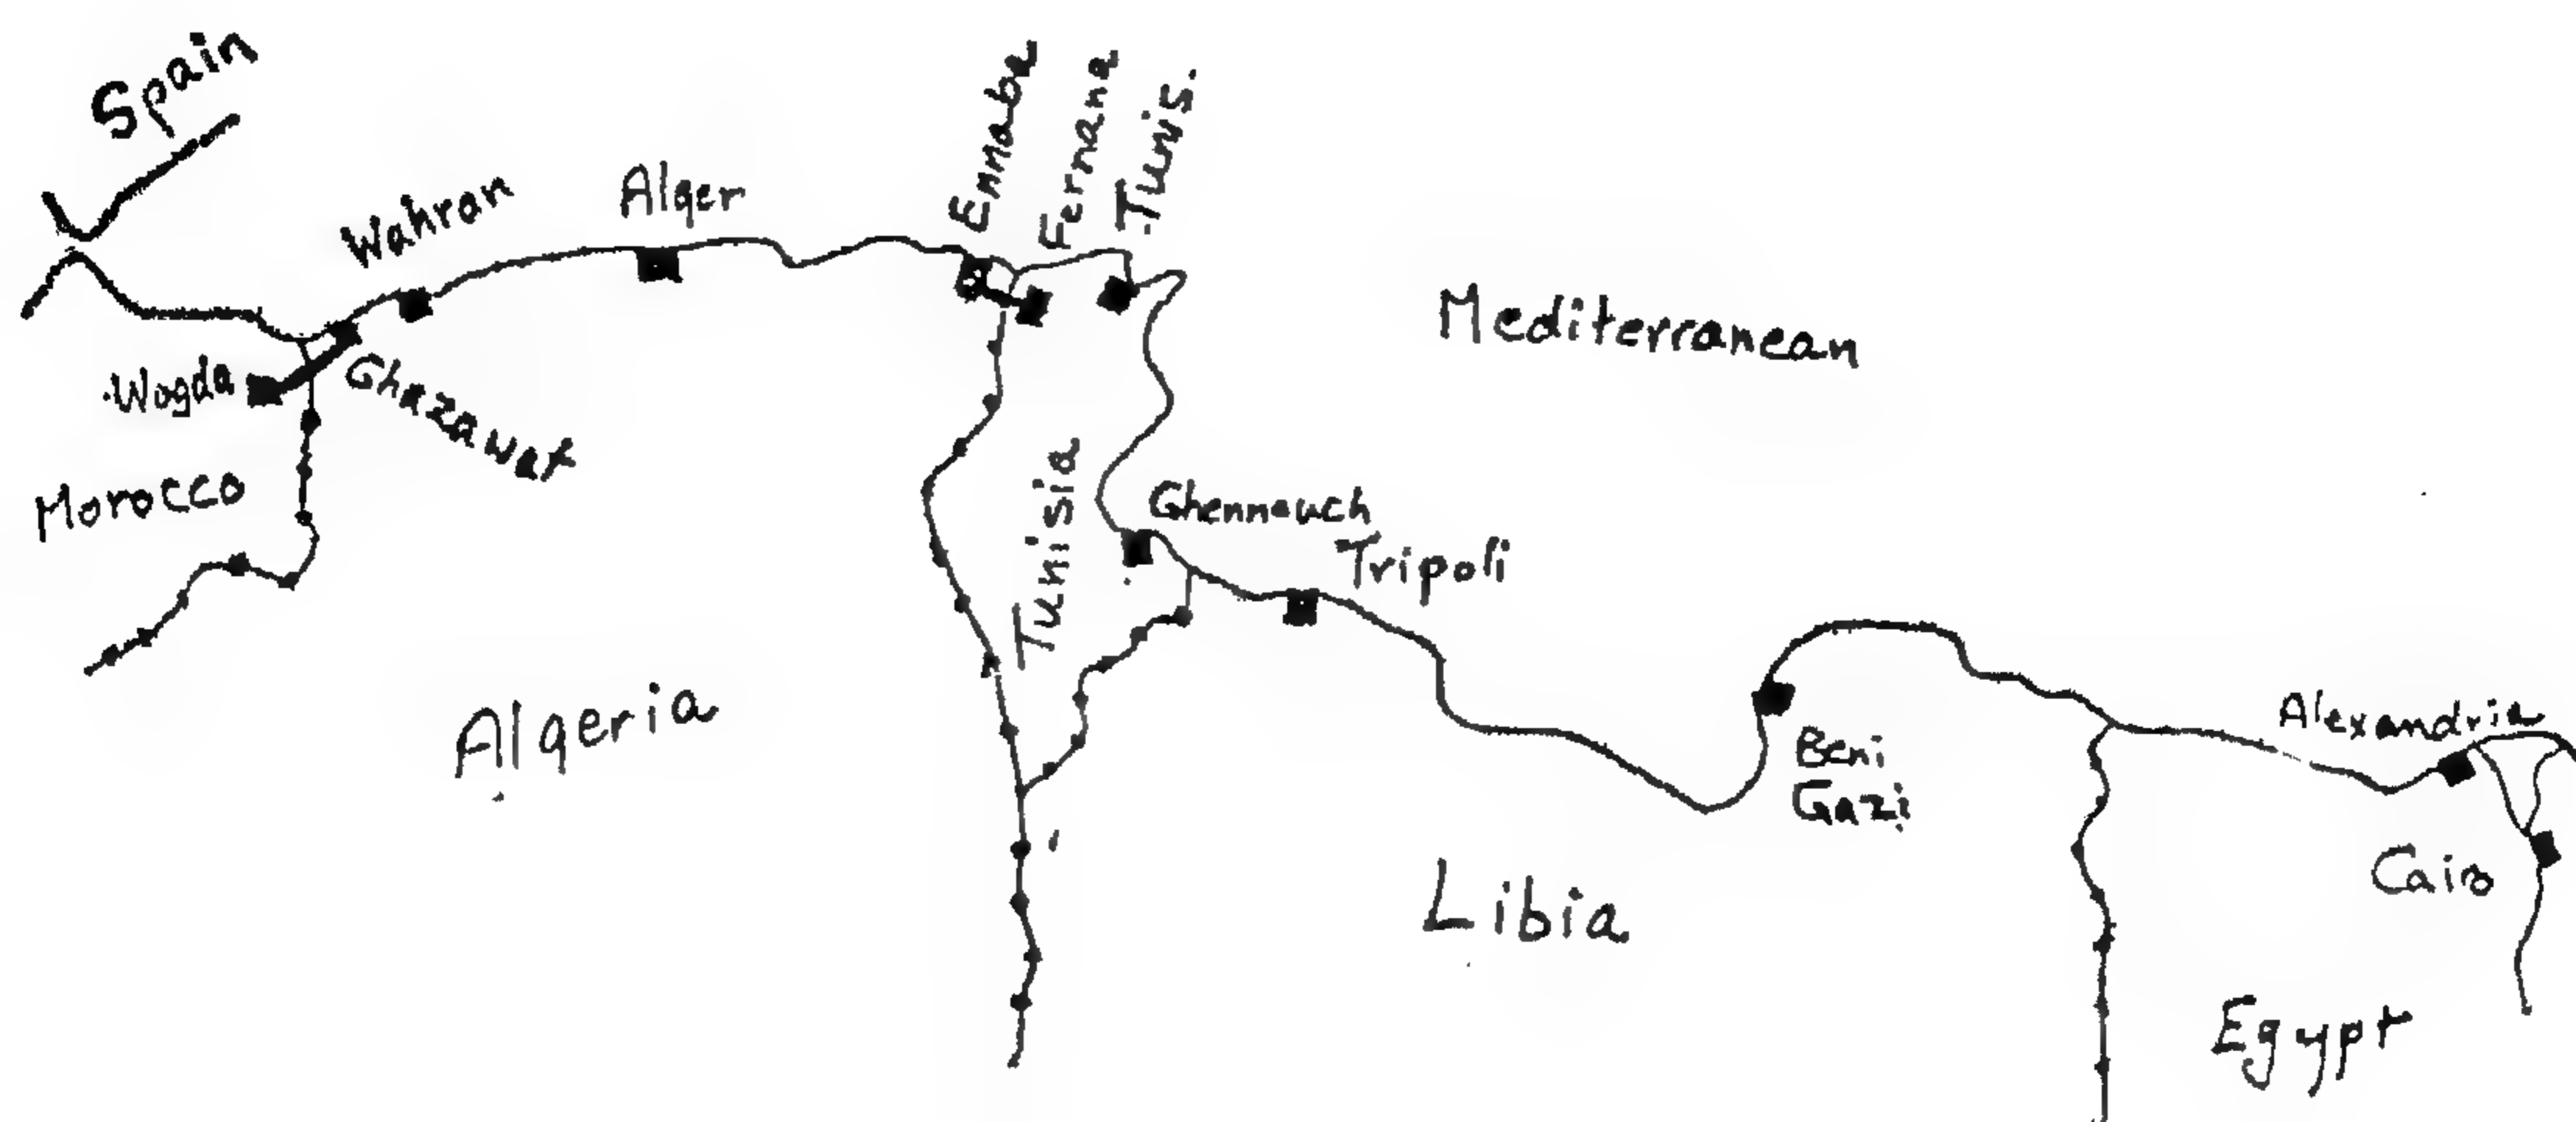 Spain
Wahran
Alger
Ennaba
Fernana
Tunis.
Mediterranean
Wogda
Ghazawat
Morocco
Tunisia
Ghennouch
Tripoli
Algeria
Beni
Gazi
Alexandria
Cairo
Libia
Egypt